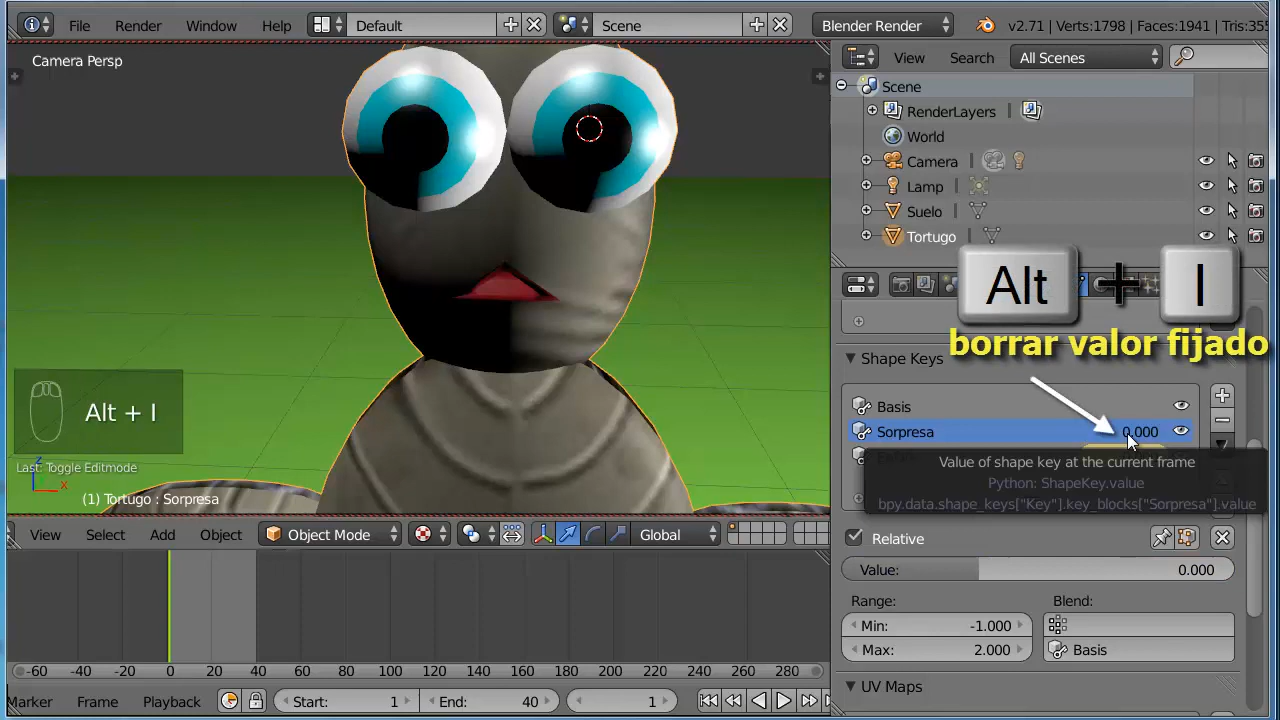 File Render Window Help Default Scene Blender Render v2.71 | Verts:1798 | Faces:1941 | Tris:355
Camera Persp
View Search All Scenes
Scene
RenderLayers
World
Camera
Lamp
Suelo
Tortugo
Alt + I
borrar valor fijado
Shape Keys
Basis
Sorpresa 0.000
Value of shape key at the current frame
Python: ShapeKey.value
bpy.data.shape_keys["Key"].key_blocks["Sorpresa"].value
Alt + I
Last: Toggle Editmode
z
x
(1) Tortugo : Sorpresa
View Select Add Object Object Mode Global
Relative
Value: 0.000
Range: Blend:
Min: -1.000
Max: 2.000 Basis
UV Maps
-60 -40 -20 0 20 40 60 80 100 120 140 160 180 200 220 240 260 280
Marker Frame Playback Start: 1 End: 40 1